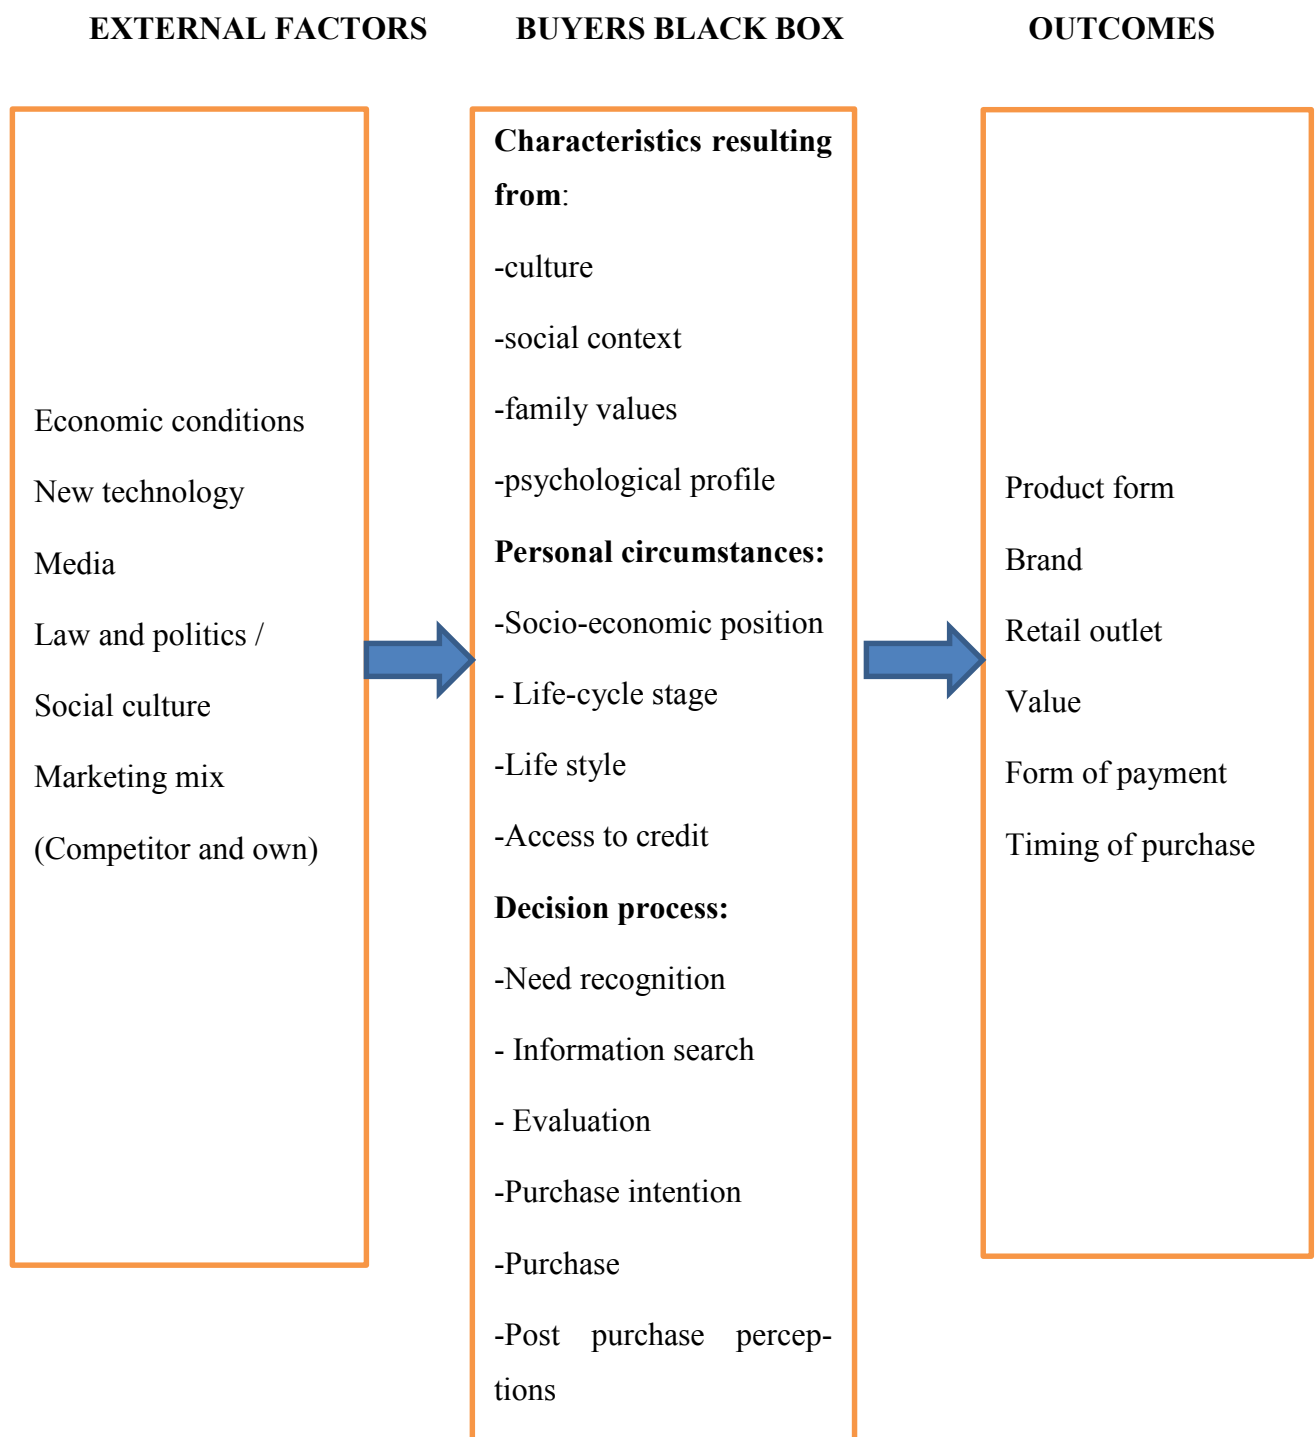 EXTERNAL FACTORS
BUYERS BLACK BOX
OUTCOMES
Economic conditions
New technology
Media
Law and politics /
Social culture
Marketing mix
(Competitor and own)
Characteristics resulting
from:
-culture
-social context
-family values
-psychological profile
Personal circumstances:
-Socio-economic position
- Life-cycle stage
-Life style
-Access to credit
Decision process:
-Need recognition
- Information search
- Evaluation
-Purchase intention
-Purchase
-Post purchase percep-
tions
Product form
Brand
Retail outlet
Value
Form of payment
Timing of purchase